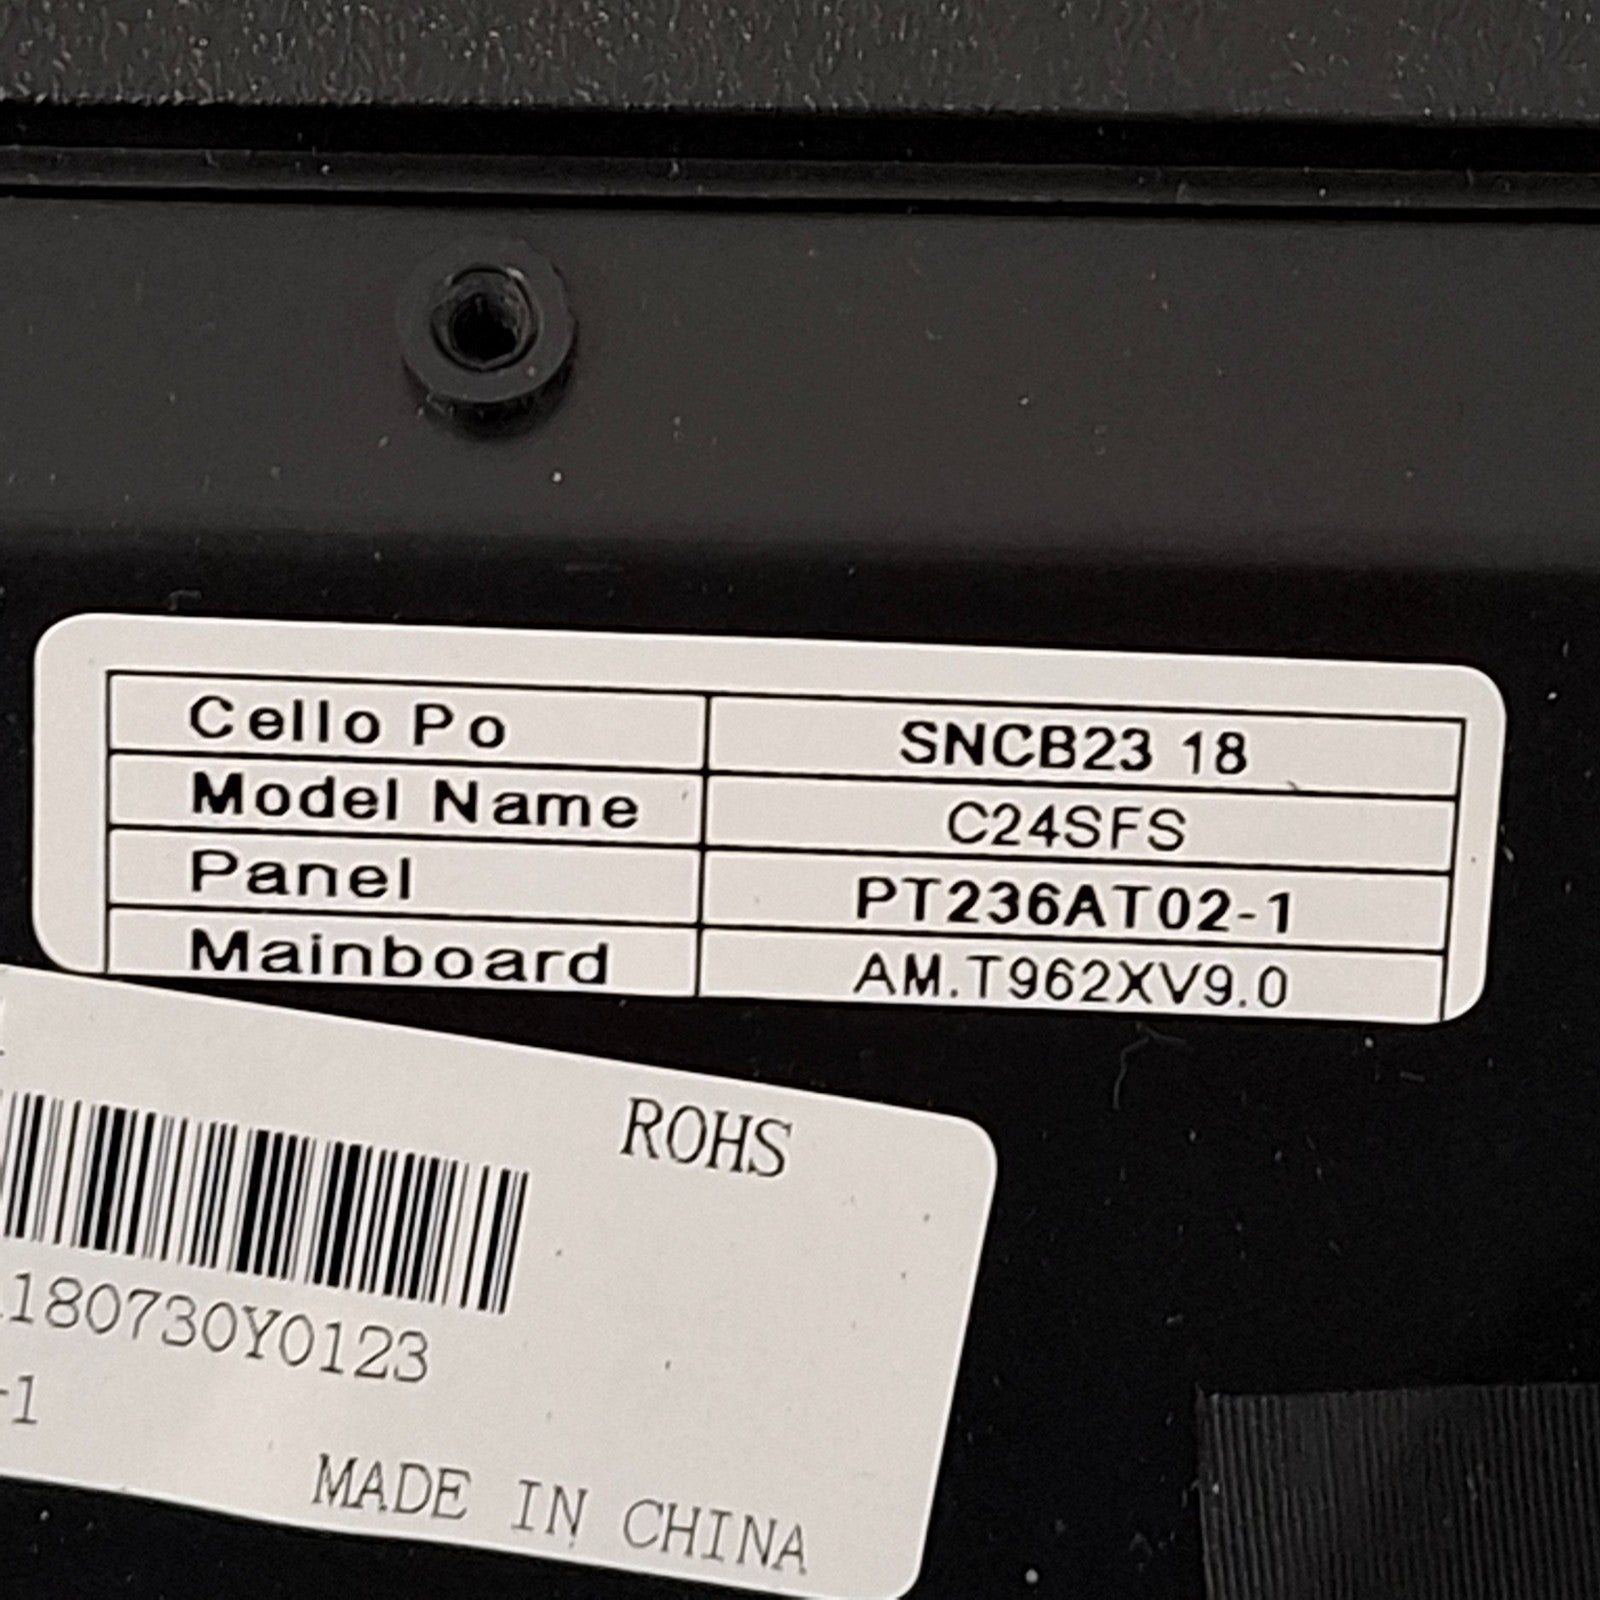 Cello Po SNCB23 18
Model Name C24SFS
Panel PT236AT02-1
Mainboard AM.T962XV9.0
ROHS
180730Y0123
-1
MADE IN CHINA